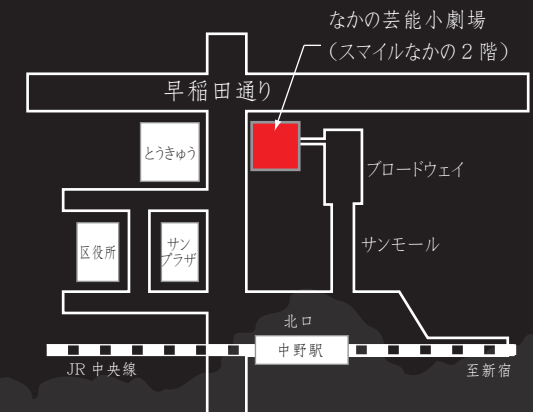 なかの芸能小劇場
（スマイルなかの２階）
早稲田通り
とうきゅう
ブロードウェイ
区役所
サン
プラザ
サンモール
北口
中野駅
JR中央線
至新宿